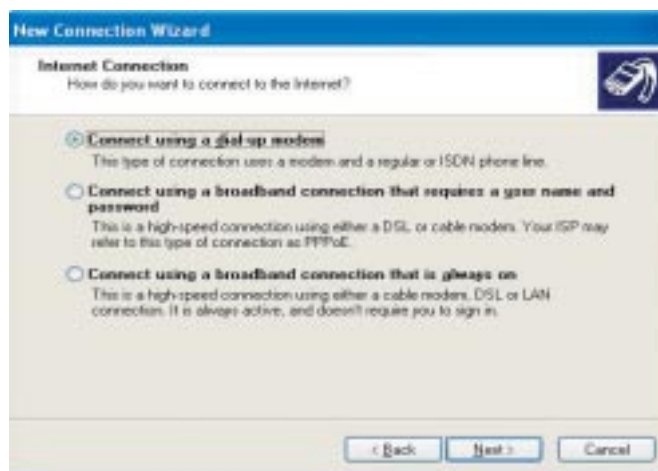 New Connection Wizard
Internet Connection
How do you want to connect to the Internet?
Connect using a dial-up modem
This type of connection uses a modem and a regular or ISDN phone line.
Connect using a broadband connection that requires a user name and
password
This is a high-speed connection using either a DSL or cable modem. Your ISP may
refer to this type of connection as PPPoE.
Connect using a broadband connection that is always on
This is a high-speed connection using either a cable modem, DSL or LAN
connection. It is always active, and doesn't require you to sign in.
< Back
Next >
Cancel